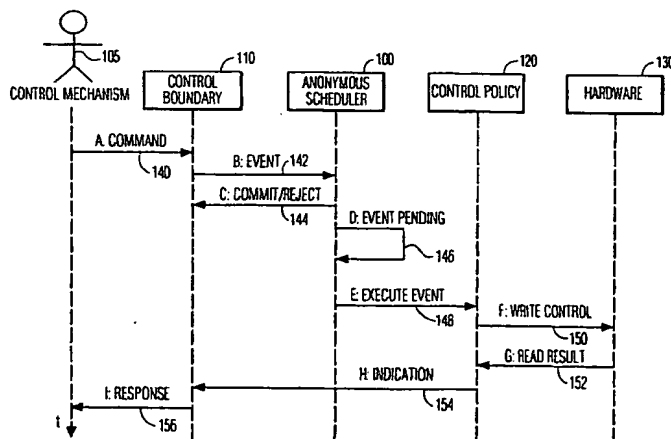 110
100
120
130
105
CONTROL MECHANISM
CONTROL
BOUNDARY
ANONYMOUS
SCHEDULER
CONTROL POLICY
HARDWARE
A. COMMAND
140
B: EVENT
142
C: COMMIT/REJECT
144
D: EVENT PENDING
146
E: EXECUTE EVENT
148
F: WRITE CONTROL
150
G: READ RESULT
152
H: INDICATION
154
I: RESPONSE
156
t